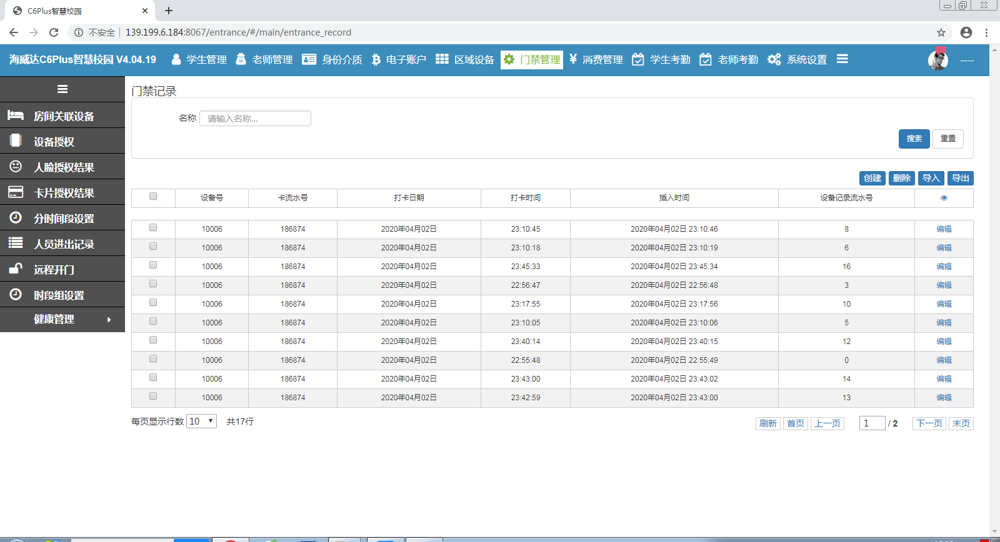 C6Plus智慧校园
不安全 139.199.6.184:8067/entrance/#/main/entrance_record
海威达C6Plus智慧校园 V4.04.19 学生管理 老师管理 身份介质 电子账户 区域设备 门禁管理 消费管理 学生考勤 老师考勤 系统设置
房间关联设备
设备授权
人脸授权结果
卡片授权结果
分时间段设置
人员进出记录
远程开门
时段组设置
健康管理
门禁记录
名称 请输入名称...
搜索 重置
创建 删除 导入 导出
设备号 卡流水号 打卡日期 打卡时间 插入时间 设备记录流水号
10006 186874 2020年04月02日 23:10:45 2020年04月02日 23:10:46 8 编辑
10006 186874 2020年04月02日 23:10:18 2020年04月02日 23:10:19 6 编辑
10006 186874 2020年04月02日 23:45:33 2020年04月02日 23:45:34 16 编辑
10006 186874 2020年04月02日 22:56:47 2020年04月02日 22:56:48 3 编辑
10006 186874 2020年04月02日 23:17:55 2020年04月02日 23:17:56 10 编辑
10006 186874 2020年04月02日 23:10:05 2020年04月02日 23:10:06 5 编辑
10006 186874 2020年04月02日 23:40:14 2020年04月02日 23:40:15 12 编辑
10006 186874 2020年04月02日 22:55:48 2020年04月02日 22:55:49 0 编辑
10006 186874 2020年04月02日 23:43:00 2020年04月02日 23:43:02 14 编辑
10006 186874 2020年04月02日 23:42:59 2020年04月02日 23:43:00 13 编辑
每页显示行数 10 共17行 刷新 首页 上一页 1 / 2 下一页 末页